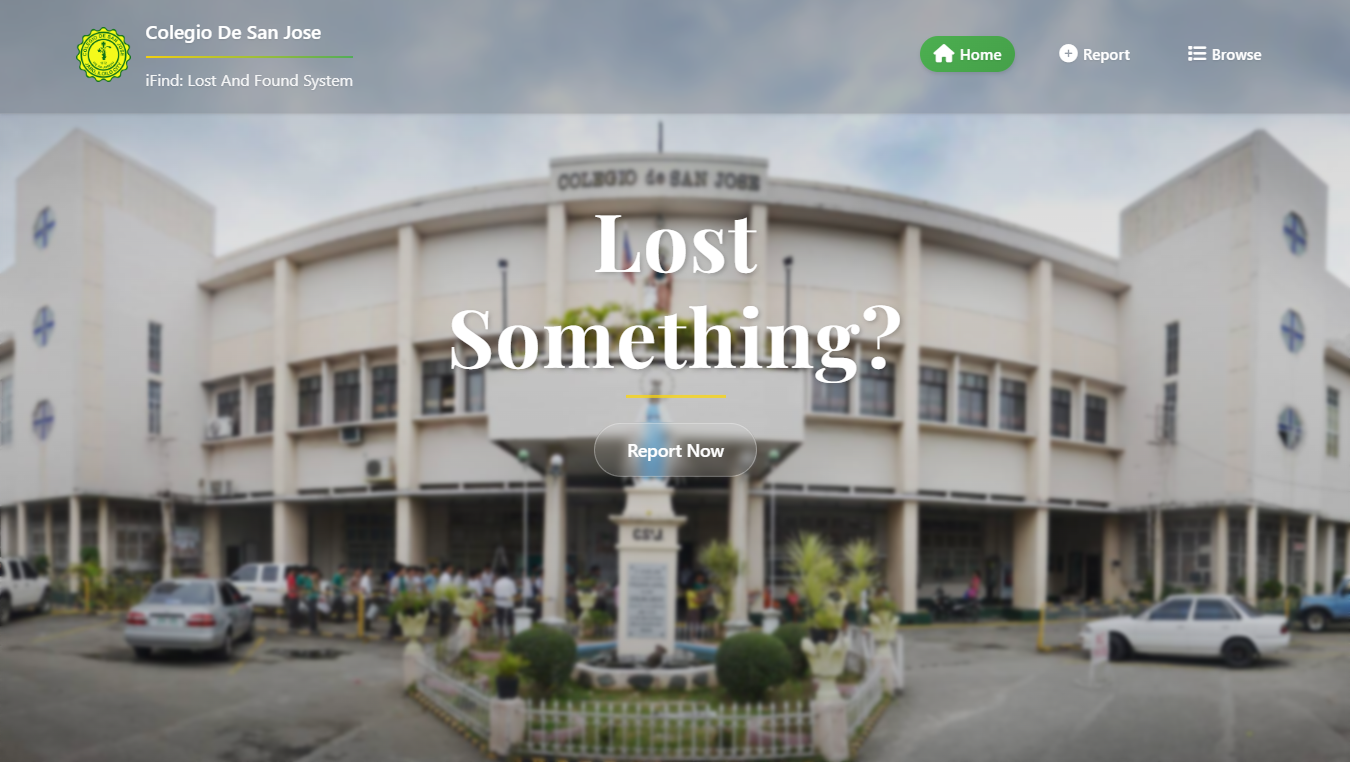 Colegio De San Jose
iFind: Lost And Found System
Home
Report
Browse
COLEGIO de SAN JOSE
Lost
Something?
Report Now
CSJ